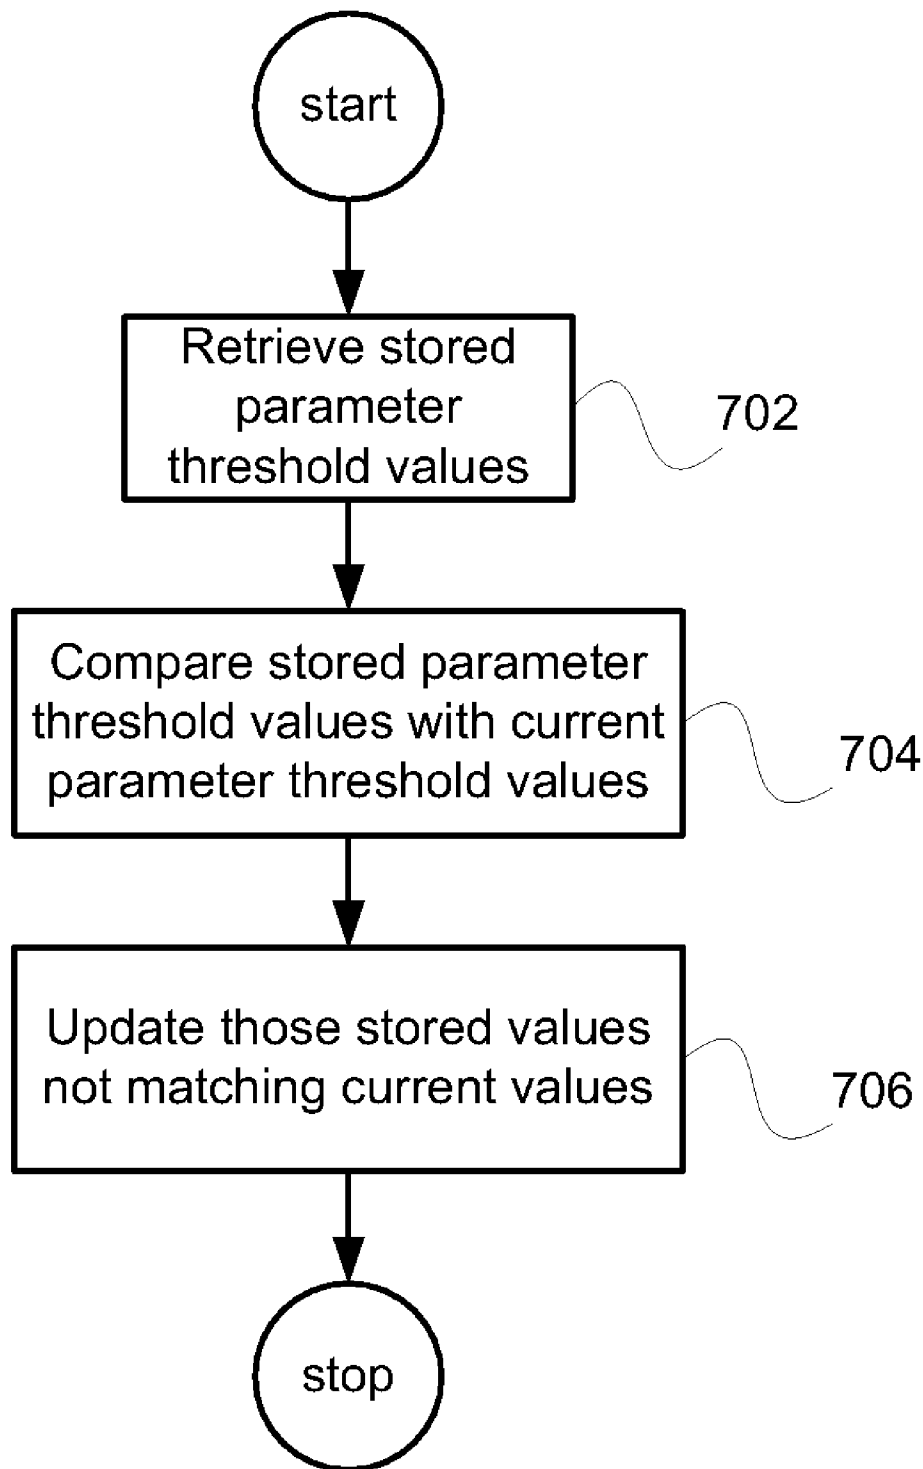 start
Retrieve stored
parameter
threshold values
702
Compare stored parameter
threshold values with current
parameter threshold values
704
Update those stored values
not matching current values
706
stop